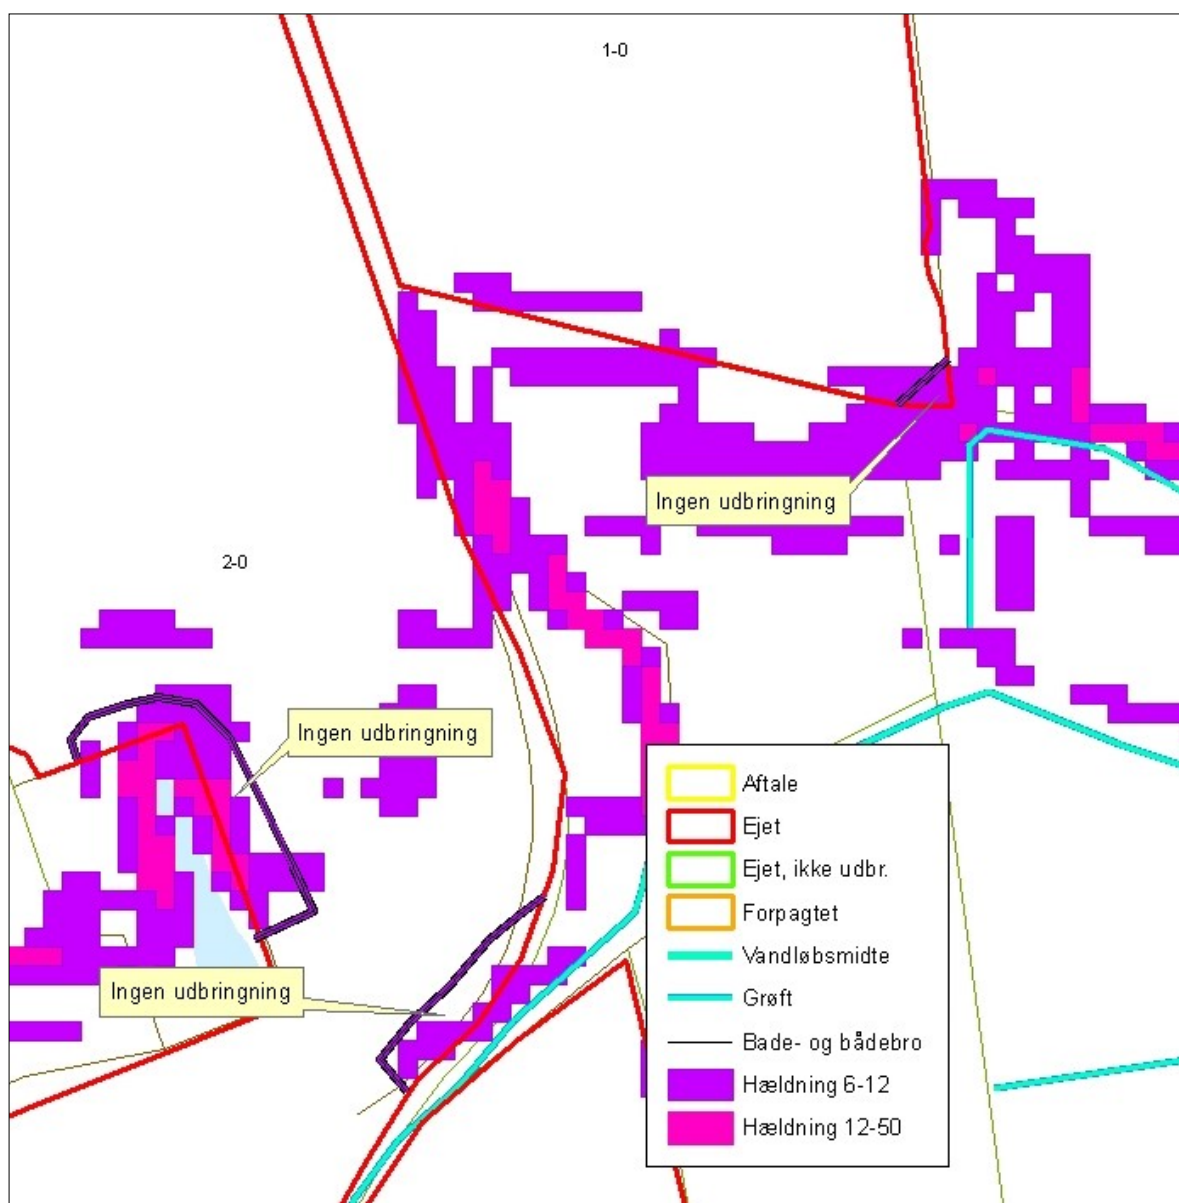 1-0
Ingen udbringning
2-0
Ingen udbringning
Ingen udbringning
Aftale
Ejet
Ejet, ikke udbr.
Forpagtet
Vandløbsmidte
Grøft
Bade- og bådebro
Hældning 6-12
Hældning 12-50